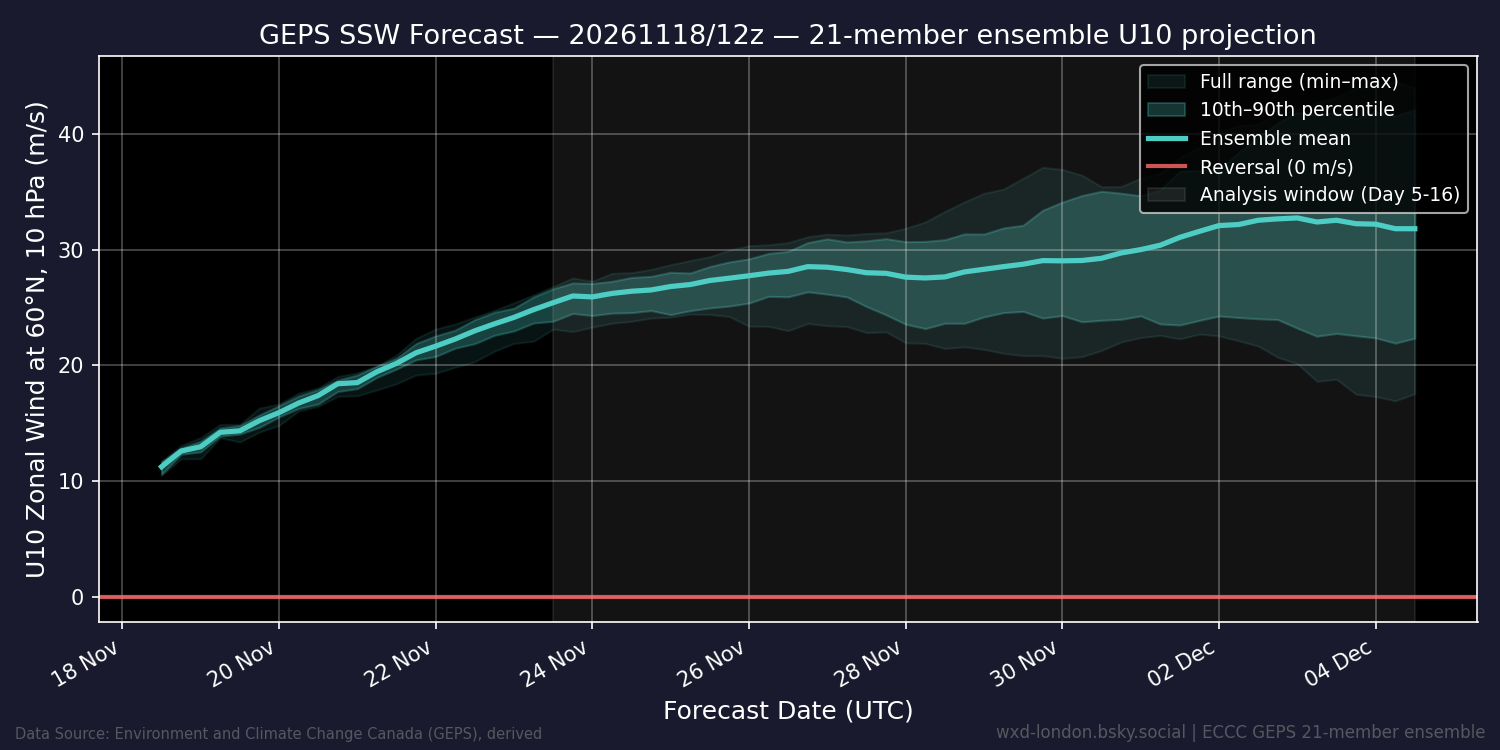 GEPS SSW Forecast — 20261118/12z — 21-member ensemble U10 projection
Full range (min–max)
10th–90th percentile
Ensemble mean
Reversal (0 m/s)
Analysis window (Day 5-16)
U10 Zonal Wind at 60°N, 10 hPa (m/s)
40
30
20
10
0
18 Nov
20 Nov
22 Nov
24 Nov
26 Nov
28 Nov
30 Nov
02 Dec
04 Dec
Forecast Date (UTC)
Data Source: Environment and Climate Change Canada (GEPS), derived
wxd-london.bsky.social | ECCC GEPS 21-member ensemble